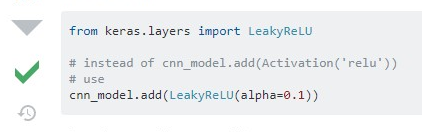 from keras.layers import LeakyReLU
# instead of cnn_model.add(Activation('relu'))
# use
cnn_model.add(LeakyReLU(alpha=0.1))